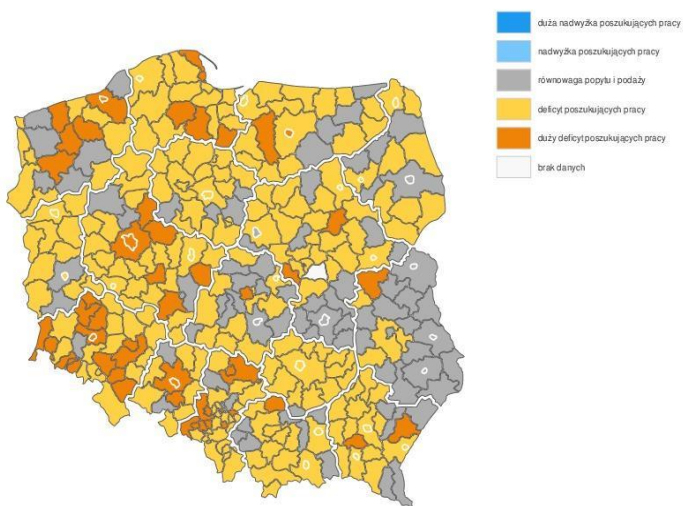 duża nadwyżka poszukujących pracy
nadwyżka poszukujących pracy
równowaga popytu i podaży
deficyt poszukujących pracy
duży deficyt poszukujących pracy
brak danych